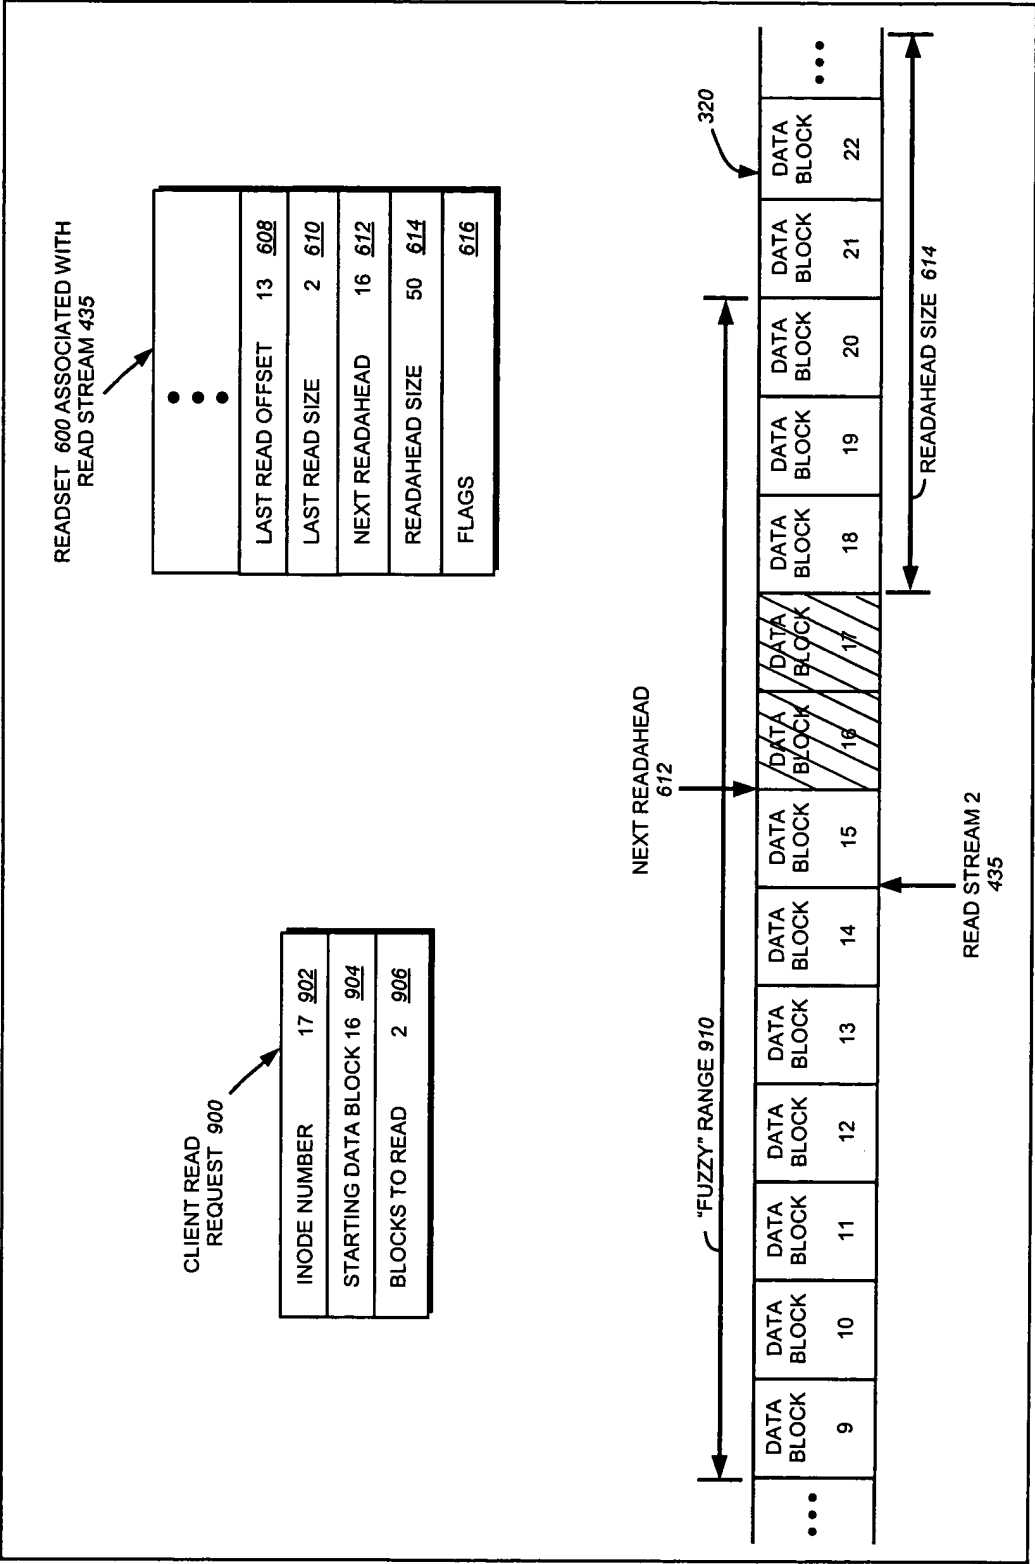 CLIENT READ
REQUEST 900
INODE NUMBER 17 902
STARTING DATA BLOCK 16 904
BLOCKS TO READ 2 906
READSET 600 ASSOCIATED WITH
READ STREAM 435
LAST READ OFFSET 13 608
LAST READ SIZE 2 610
NEXT READAHEAD 16 612
READAHEAD SIZE 50 614
FLAGS 616
NEXT READAHEAD
612
"FUZZY" RANGE 910
320
DATA BLOCK 9
DATA BLOCK 10
DATA BLOCK 11
DATA BLOCK 12
DATA BLOCK 13
DATA BLOCK 14
DATA BLOCK 15
DATA BLOCK 16
DATA BLOCK 17
DATA BLOCK 18
DATA BLOCK 19
DATA BLOCK 20
DATA BLOCK 21
DATA BLOCK 22
READ STREAM 2
435
READAHEAD SIZE 614